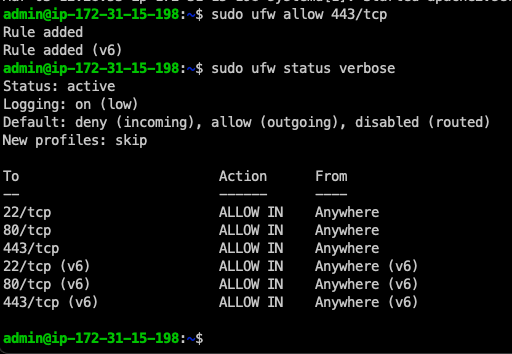 admin@ip-172-31-15-198:~$ sudo ufw allow 443/tcp
Rule added
Rule added (v6)
admin@ip-172-31-15-198:~$ sudo ufw status verbose
Status: active
Logging: on (low)
Default: deny (incoming), allow (outgoing), disabled (routed)
New profiles: skip

To                         Action      From
--                         ------      ----
22/tcp                     ALLOW IN    Anywhere
80/tcp                     ALLOW IN    Anywhere
443/tcp                    ALLOW IN    Anywhere
22/tcp (v6)                ALLOW IN    Anywhere (v6)
80/tcp (v6)                ALLOW IN    Anywhere (v6)
443/tcp (v6)               ALLOW IN    Anywhere (v6)

admin@ip-172-31-15-198:~$